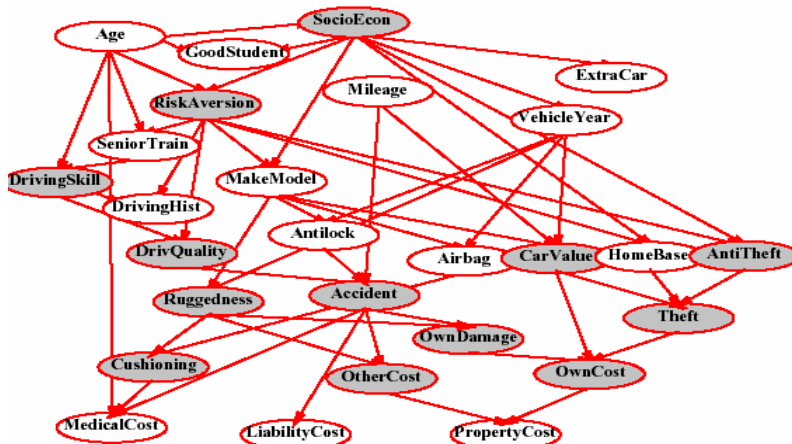 SocioEcon
Age
GoodStudent
ExtraCar
Mileage
RiskAversion
VehicleYear
SeniorTrain
DrivingSkill
MakeModel
DrivingHist
Antilock
DrivQuality
Airbag
CarValue
HomeBase
AntiTheft
Ruggedness
Accident
Theft
OwnDamage
Cushioning
OtherCost
OwnCost
MedicalCost
LiabilityCost
PropertyCost